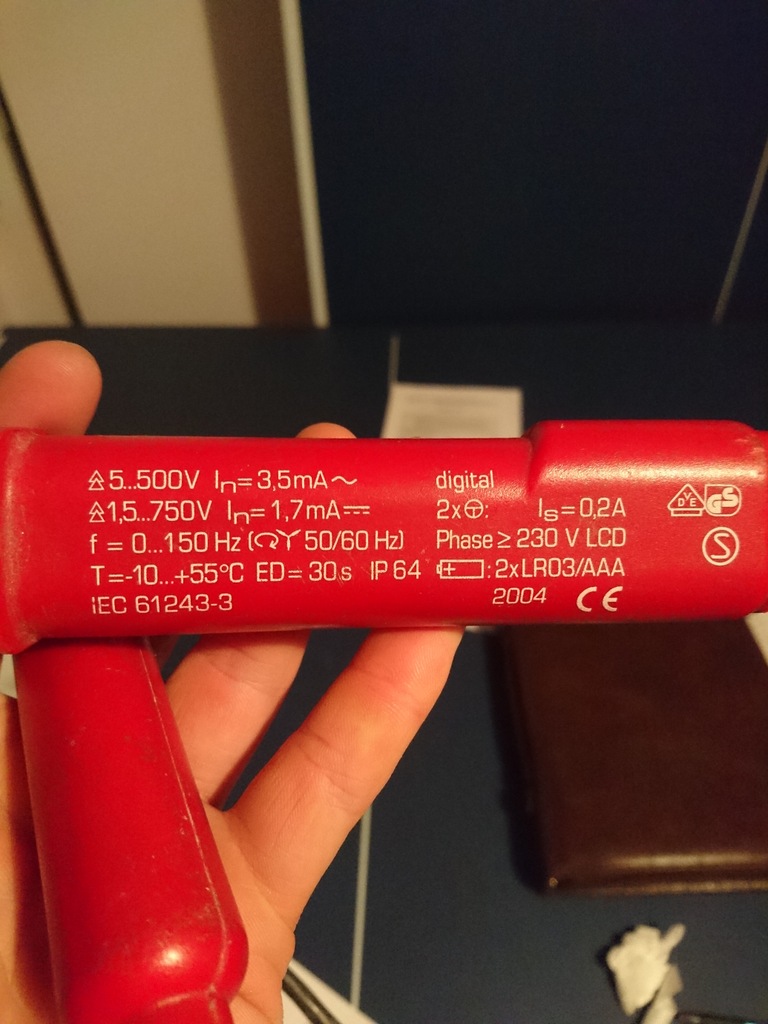 5...500V In=3,5mA~
1,5...750V In=1,7mA⎓
f = 0...150 Hz (50/60 Hz)
T=-10...+55°C ED=30s IP 64
IEC 61243-3
digital
2x⊕: Is=0,2A
Phase ≥ 230 V LCD
: 2xLR03/AAA
2004 CE
VDE GS
S